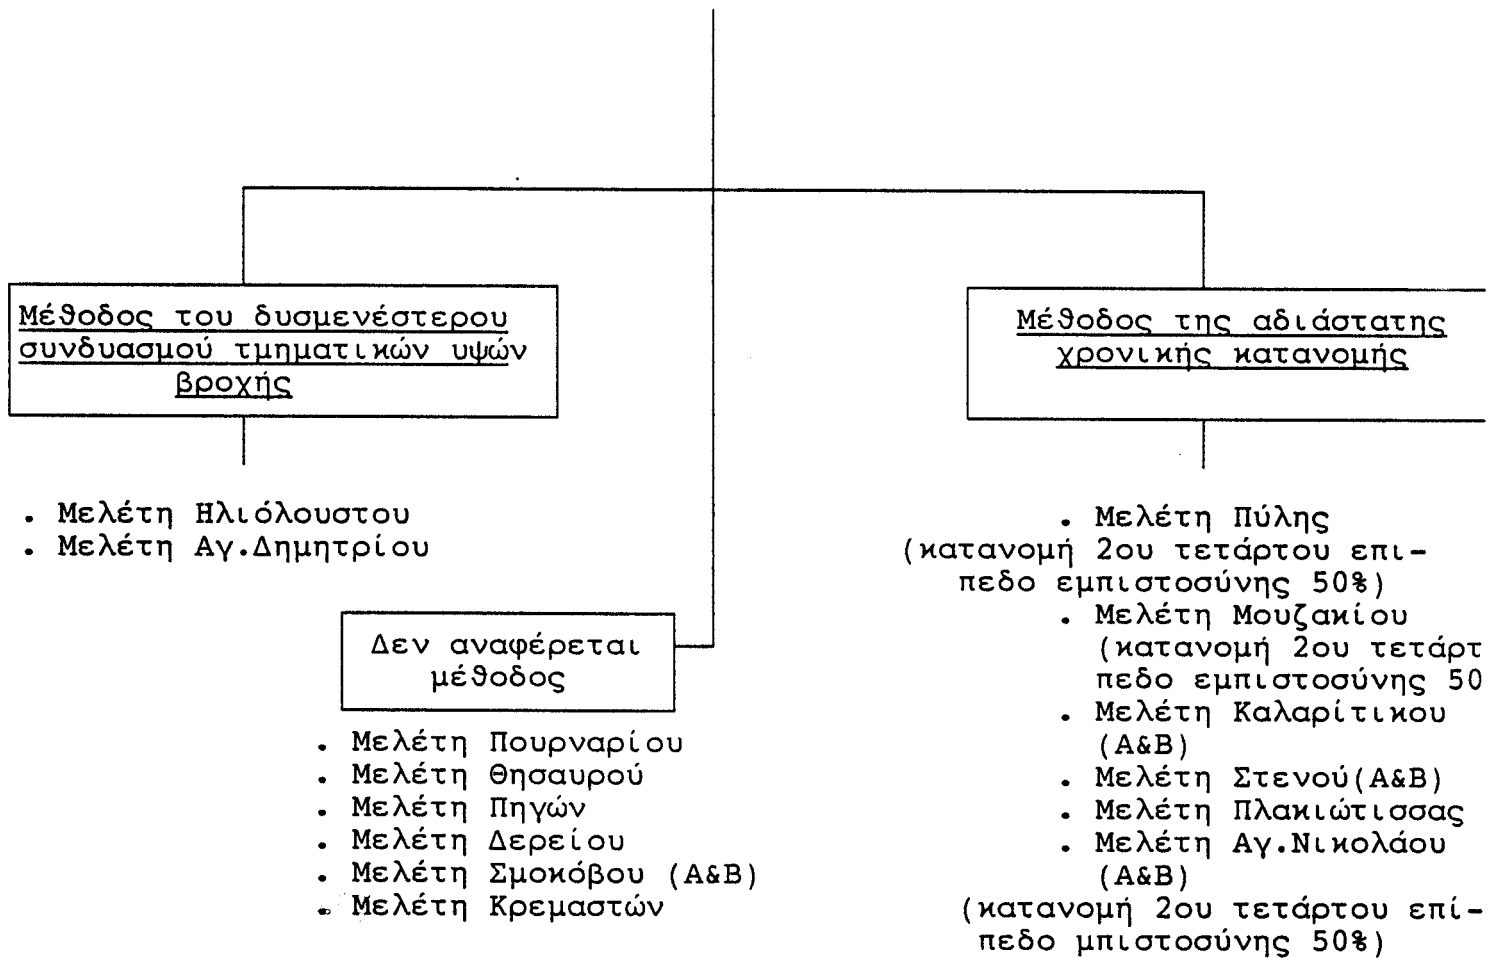 Μέθοδος του δυσμενέστερου
συνδυασμού τμηματικών υψών
βροχής
. Μελέτη Ηλιόλουστου
. Μελέτη Αγ.Δημητρίου
Δεν αναφέρεται
μέθοδος
. Μελέτη Πουρναρίου
. Μελέτη Θησαυρού
. Μελέτη Πηγών
. Μελέτη Δερείου
. Μελέτη Σμοκόβου (Α&Β)
. Μελέτη Κρεμαστών
Μέθοδος της αδιάστατης
χρονικής κατανομής
. Μελέτη Πύλης
(κατανομή 2ου τετάρτου επι-
πεδο εμπιστοσύνης 50%)
. Μελέτη Μουζακίου
(κατανομή 2ου τετάρτ
πεδο εμπιστοσύνης 50
. Μελέτη Καλαρίτικου
(Α&Β)
. Μελέτη Στενού(Α&Β)
. Μελέτη Πλακιώτισσας
. Μελέτη Αγ.Νικολάου
(Α&Β)
(κατανομή 2ου τετάρτου επί-
πεδο μπιστοσύνης 50%)